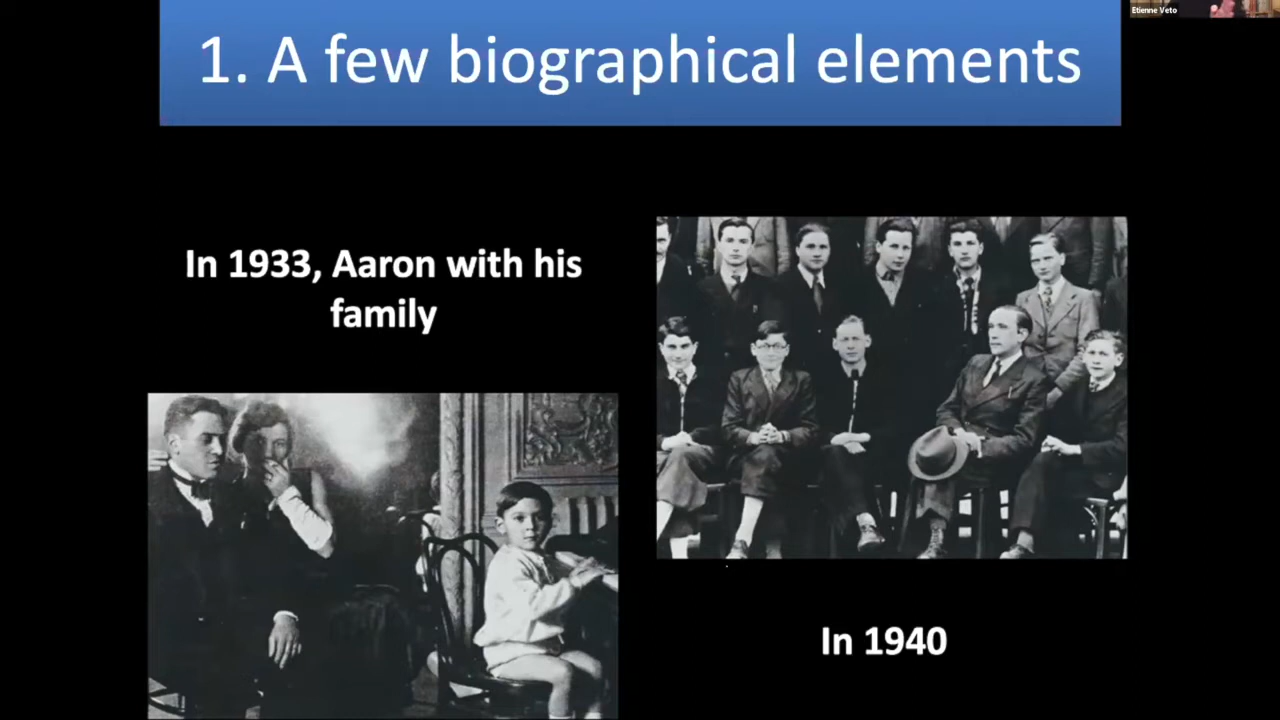 Etienne Veto
1. A few biographical elements
In 1933, Aaron with his
family
In 1940